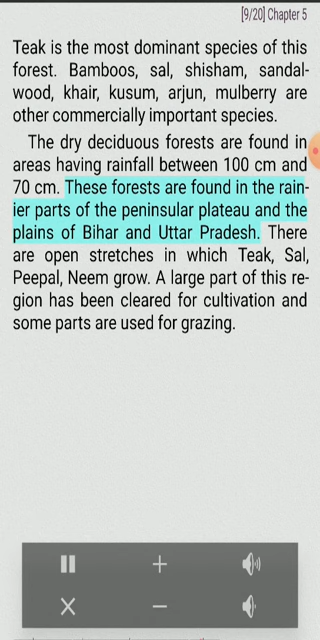 [9/20] Chapter 5
Teak is the most dominant species of this
forest. Bamboos, sal, shisham, sandal-
wood, khair, kusum, arjun, mulberry are
other commercially important species.
The dry deciduous forests are found in
areas having rainfall between 100 cm and
70 cm. These forests are found in the rain-
ier parts of the peninsular plateau and the
plains of Bihar and Uttar Pradesh. There
are open stretches in which Teak, Sal,
Peepal, Neem grow. A large part of this re-
gion has been cleared for cultivation and
some parts are used for grazing.